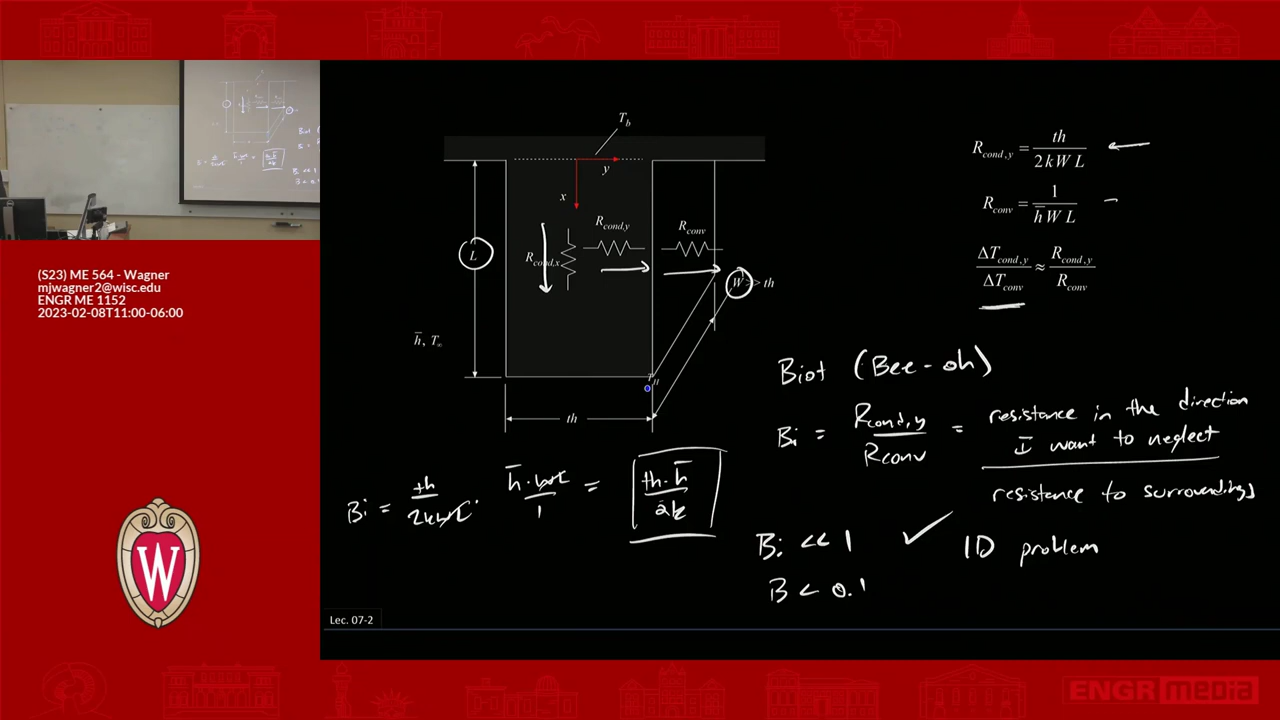 (S23) ME 564 - Wagner
mjwagner2@wisc.edu
ENGR ME 1152
2023-02-08T11:00-06:00
W
T_b
y
x
L
R_cond,x
R_cond,y
R_conv
W >> th
h̅, T_∞
th
R_cond,y = th / (2 k W L)
R_conv = 1 / (h̅ W L)
ΔT_cond,y / ΔT_conv ≈ R_cond,y / R_conv
Biot (Bee-oh)
Bi = R_cond,y / R_conv = resistance in the direction
I want to neglect
resistance to surroundings
Bi = th / 2kWL · h̅·WL / 1 = th·h̅ / 2k
Bi << 1 ✓ 1D problem
B < 0.1
Lec. 07-2
ENGR media